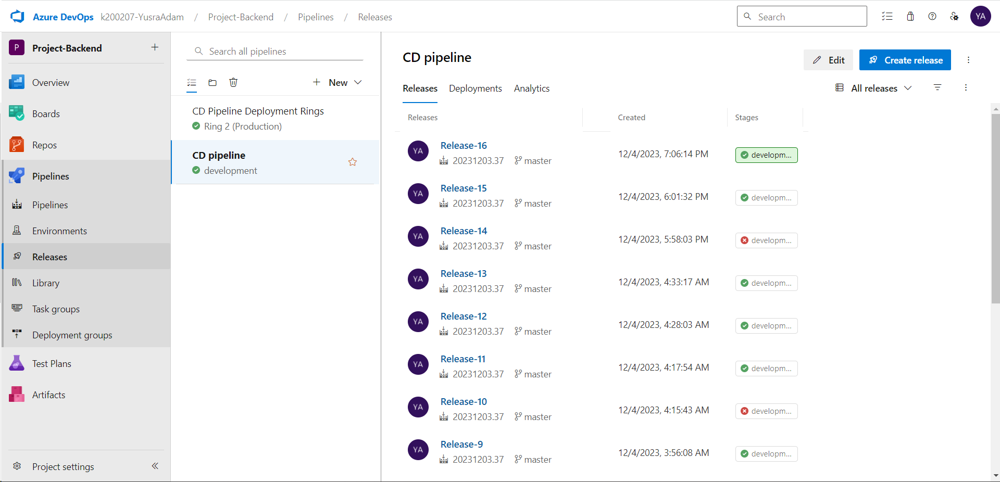 Azure DevOps k200207-YusraAdam / Project-Backend / Pipelines / Releases
Search
YA
P Project-Backend
Overview
Boards
Repos
Pipelines
Pipelines
Environments
Releases
Library
Task groups
Deployment groups
Test Plans
Artifacts
Project settings
Search all pipelines
New
CD Pipeline Deployment Rings
Ring 2 (Production)
CD pipeline
development
CD pipeline
Edit
Create release
Releases Deployments Analytics
All releases
Releases Created Stages
YA Release-16
20231203.37 master 12/4/2023, 7:06:14 PM developm...
YA Release-15
20231203.37 master 12/4/2023, 6:01:32 PM developm...
YA Release-14
20231203.37 master 12/4/2023, 5:58:03 PM developm...
YA Release-13
20231203.37 master 12/4/2023, 4:33:17 AM developm...
YA Release-12
20231203.37 master 12/4/2023, 4:28:03 AM developm...
YA Release-11
20231203.37 master 12/4/2023, 4:17:54 AM developm...
YA Release-10
20231203.37 master 12/4/2023, 4:15:43 AM developm...
YA Release-9
20231203.37 master 12/4/2023, 3:56:08 AM developm...